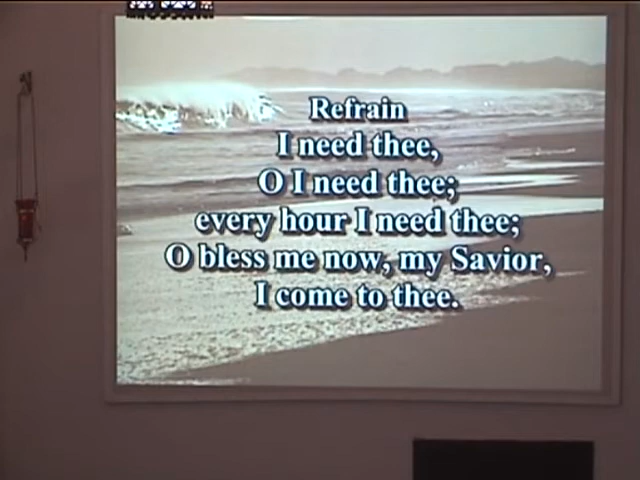 Refrain
I need thee,
O I need thee;
every hour I need thee;
O bless me now, my Savior,
I come to thee.